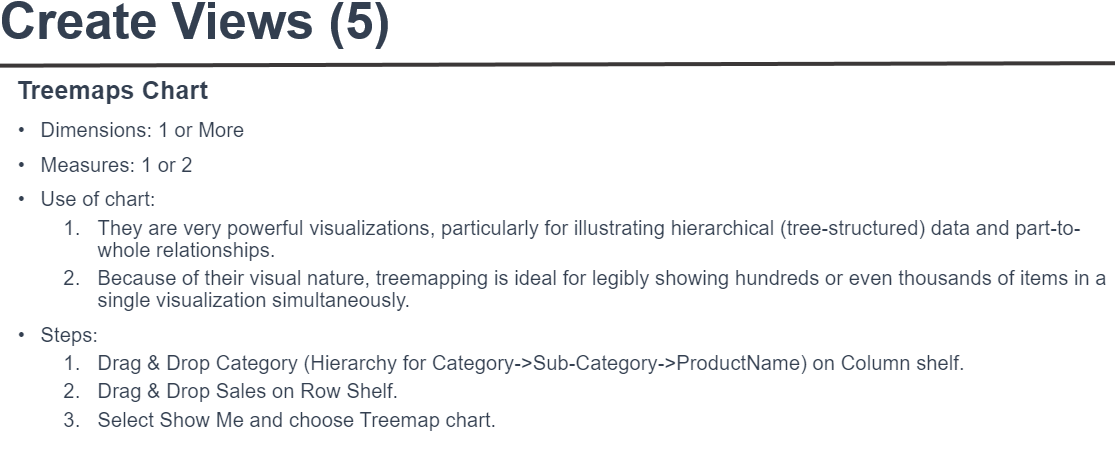 Create Views (5)
Treemaps Chart
• Dimensions: 1 or More
• Measures: 1 or 2
• Use of chart:
1. They are very powerful visualizations, particularly for illustrating hierarchical (tree-structured) data and part-to-
whole relationships.
2. Because of their visual nature, treemapping is ideal for legibly showing hundreds or even thousands of items in a
single visualization simultaneously.
• Steps:
1. Drag & Drop Category (Hierarchy for Category->Sub-Category->ProductName) on Column shelf.
2. Drag & Drop Sales on Row Shelf.
3. Select Show Me and choose Treemap chart.